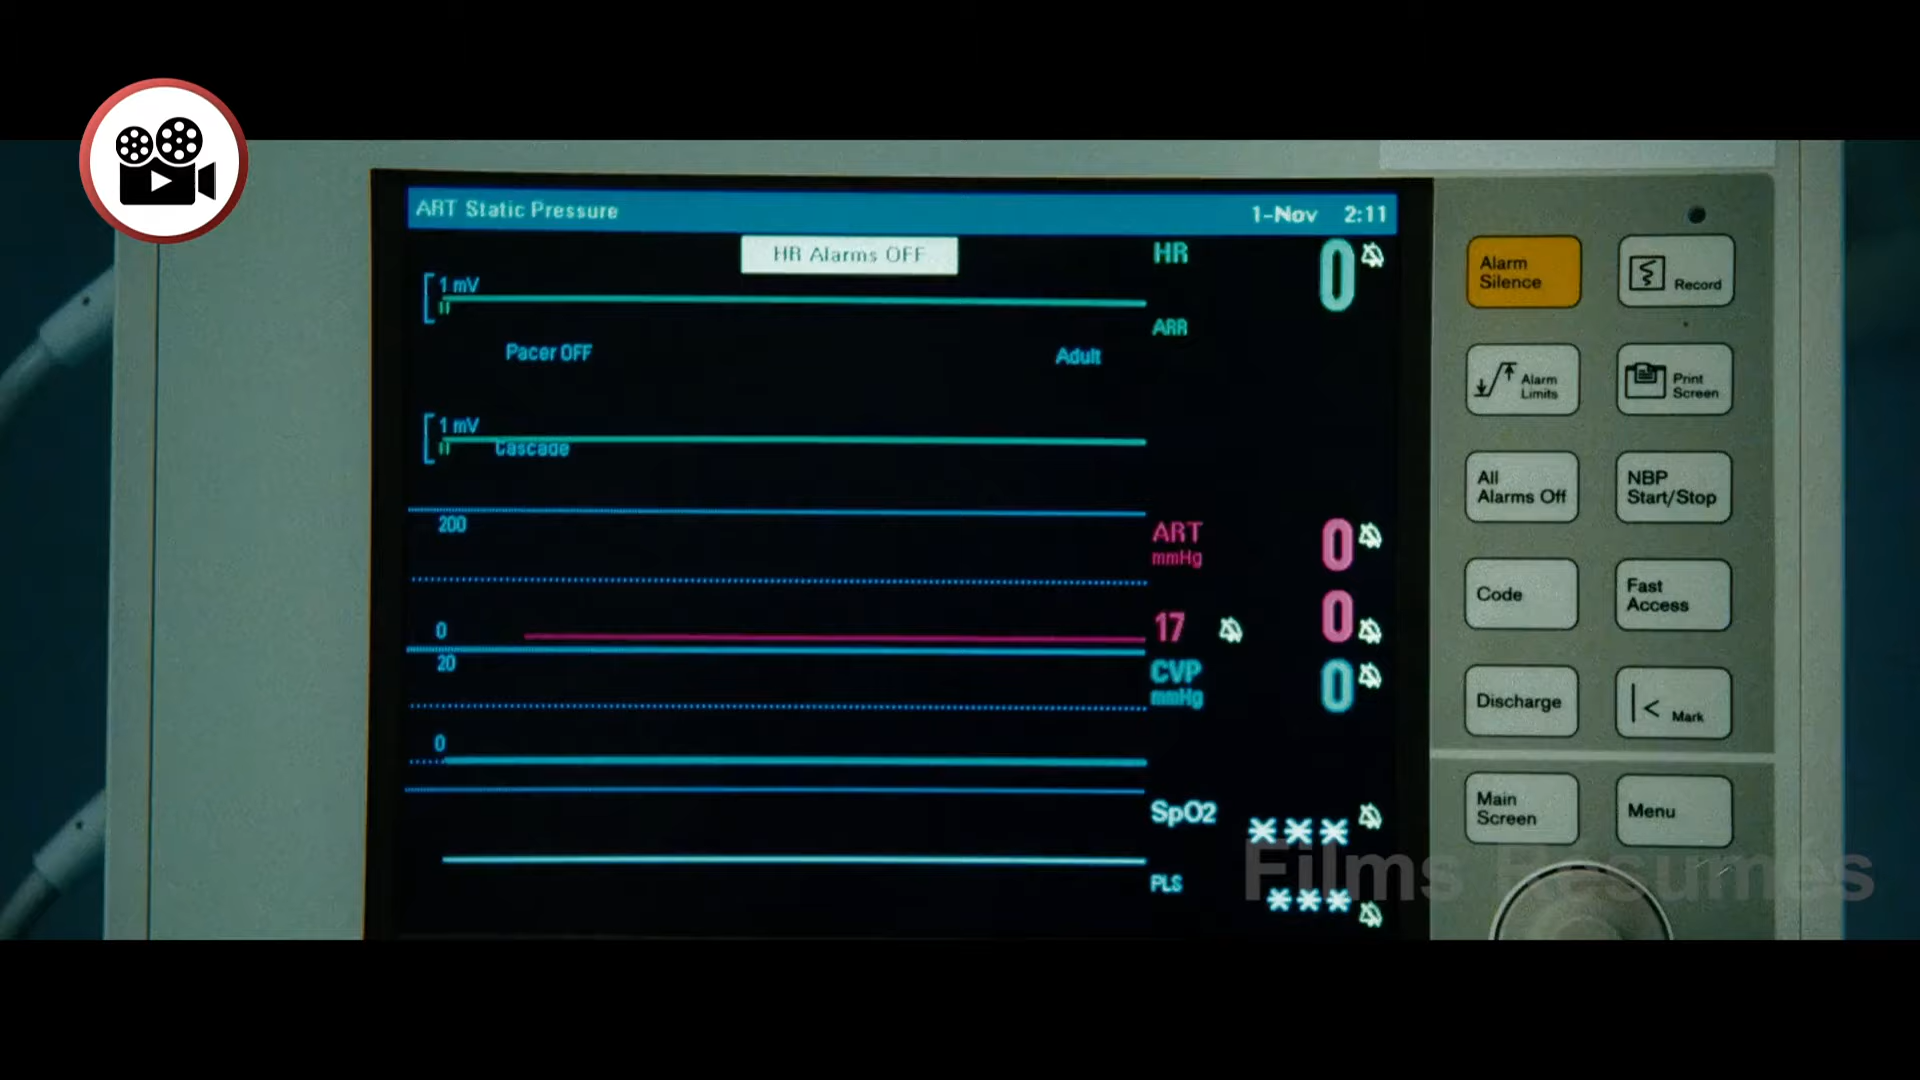 ART Static Pressure
1-Nov 2:11
HR Alarms OFF
HR 0
1 mV
II
ARR
Pacer OFF
Adult
1 mV
II
Cascade
200
ART 0
mmHg
0
17 0
20
CVP 0
mmHg
0
SpO2 ***
PLS ***
Alarm
Silence
Record
Alarm
Limits
Print
Screen
All
Alarms Off
NBP
Start/Stop
Code
Fast
Access
Discharge
Mark
Main
Screen
Menu
Films Résumés